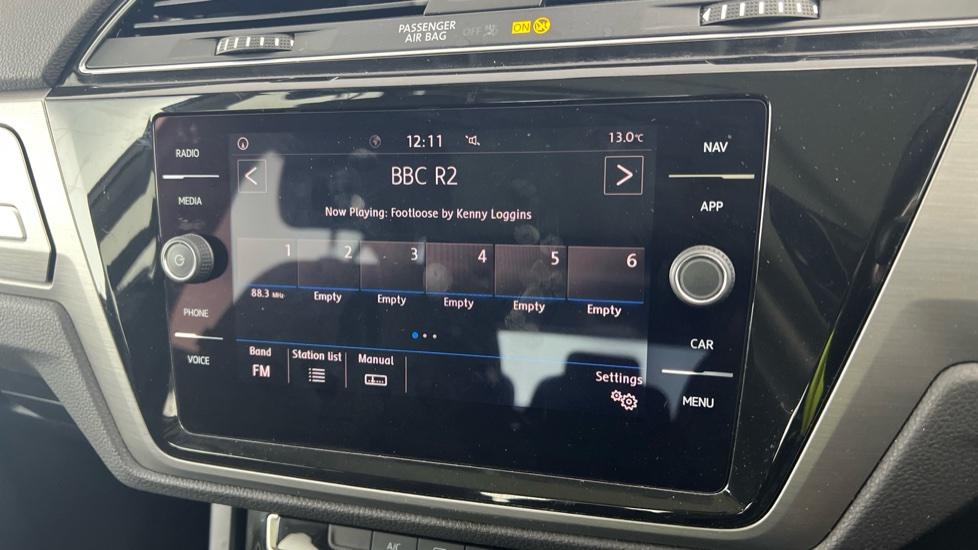 PASSENGER
AIR BAG
OFF
ON
RADIO
MEDIA
PHONE
VOICE
12:11
13.0°C
BBC R2
Now Playing: Footloose by Kenny Loggins
1 2 3 4 5 6
88.3 MHz Empty Empty Empty Empty Empty
Band
FM
Station list
Manual
Settings
NAV
APP
CAR
MENU
A/C